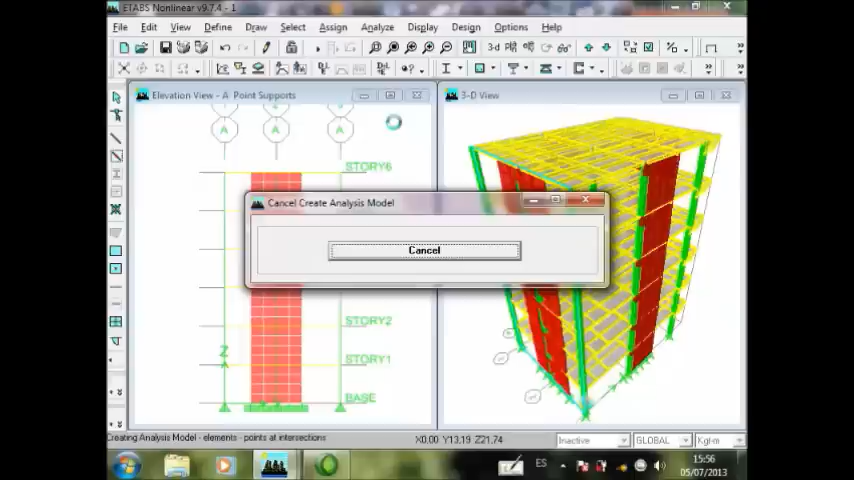 ETABS Nonlinear v9.7.4 - 1
File Edit View Define Draw Select Assign Analyze Display Design Options Help
3-d
Elevation View - A Point Supports
3-D View
A
A
A
STORY6
Cancel Create Analysis Model
Cancel
STORY2
Z
STORY1
BASE
Creating Analysis Model - elements - points at intersections
X0.00 Y13.19 Z21.74
Inactive
GLOBAL
Kgf-m
ES
15:56
05/07/2013